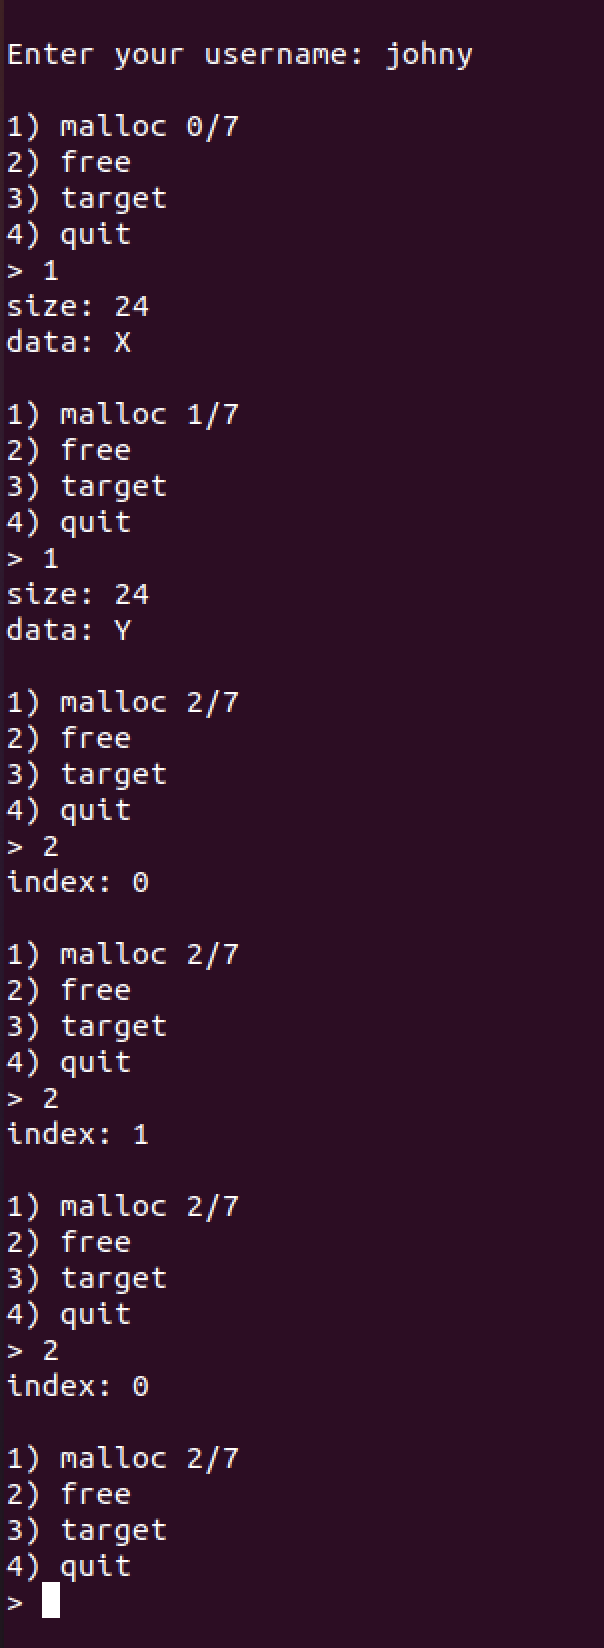 Enter your username: johny
1) malloc 0/7
2) free
3) target
4) quit
> 1
size: 24
data: X
1) malloc 1/7
2) free
3) target
4) quit
> 1
size: 24
data: Y
1) malloc 2/7
2) free
3) target
4) quit
> 2
index: 0
1) malloc 2/7
2) free
3) target
4) quit
> 2
index: 1
1) malloc 2/7
2) free
3) target
4) quit
> 2
index: 0
1) malloc 2/7
2) free
3) target
4) quit
>